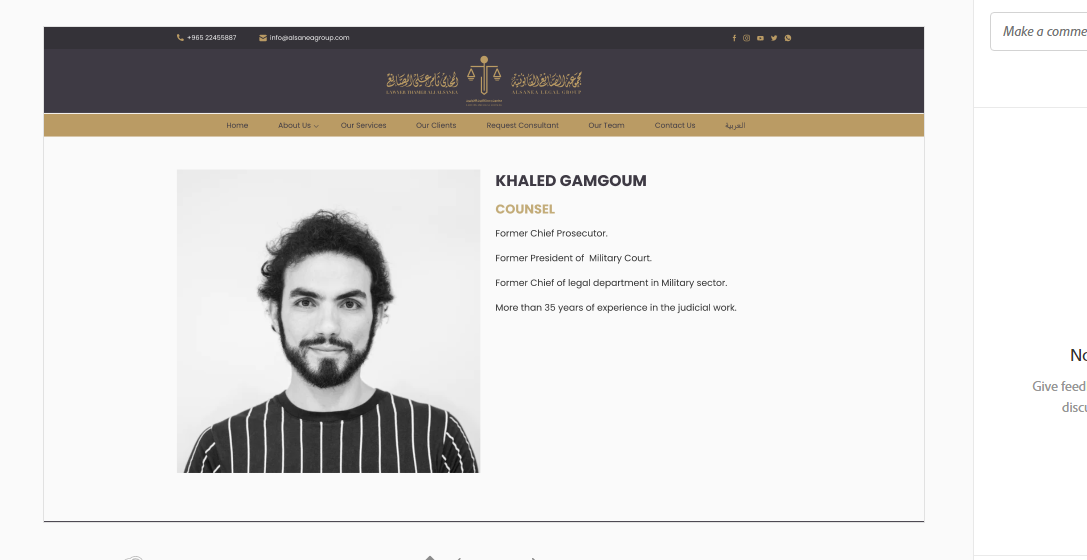 +965 22455887 info@alsaneagroup.com
ALSANEA LEGAL GROUP
Home About Us Our Services Our Clients Request Consultant Our Team Contact Us العربية
KHALED GAMGOUM
COUNSEL
Former Chief Prosecutor.
Former President of Military Court.
Former Chief of legal department in Military sector.
More than 35 years of experience in the judicial work.
Make a comme
No
Give feed
discu